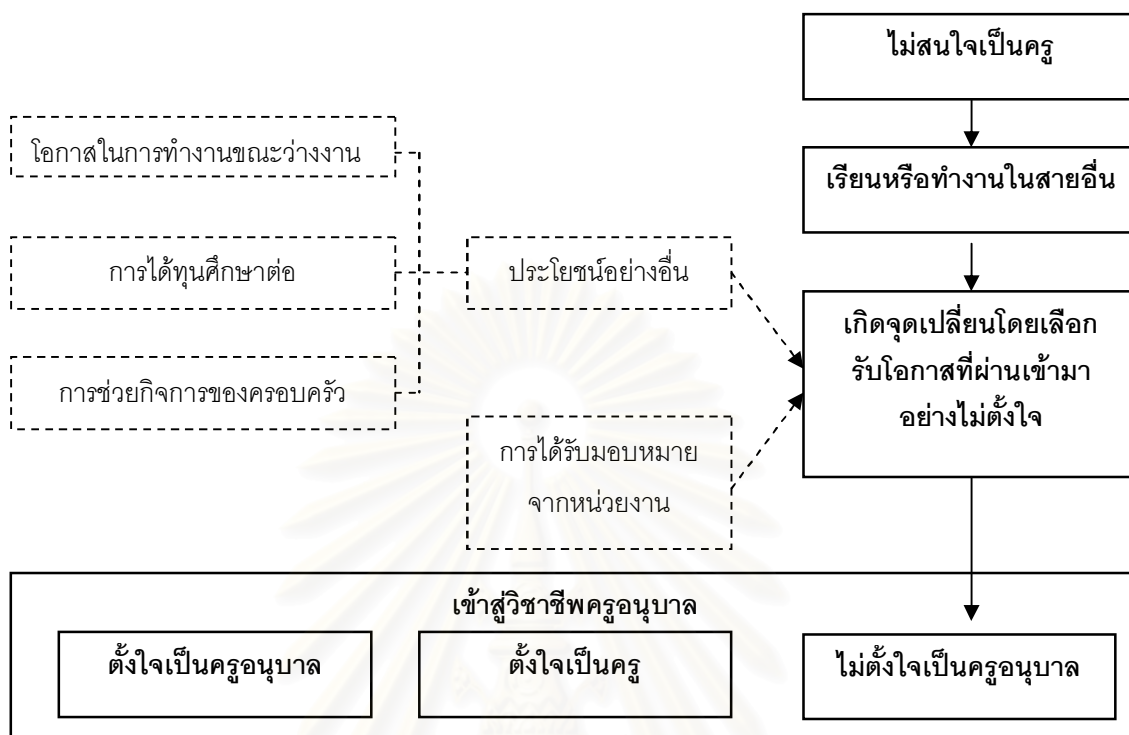 ไม่สนใจเป็นครู
โอกาสในการทำงานขณะว่างงาน
เรียนหรือทำงานในสายอื่น
การได้ทุนศึกษาต่อ
ประโยชน์อย่างอื่น
เกิดจุดเปลี่ยนโดยเลือก
รับโอกาสที่ผ่านเข้ามา
อย่างไม่ตั้งใจ
การช่วยกิจการของครอบครัว
การได้รับมอบหมาย
จากหน่วยงาน
เข้าสู่วิชาชีพครูอนุบาล
ตั้งใจเป็นครูอนุบาล
ตั้งใจเป็นครู
ไม่ตั้งใจเป็นครูอนุบาล